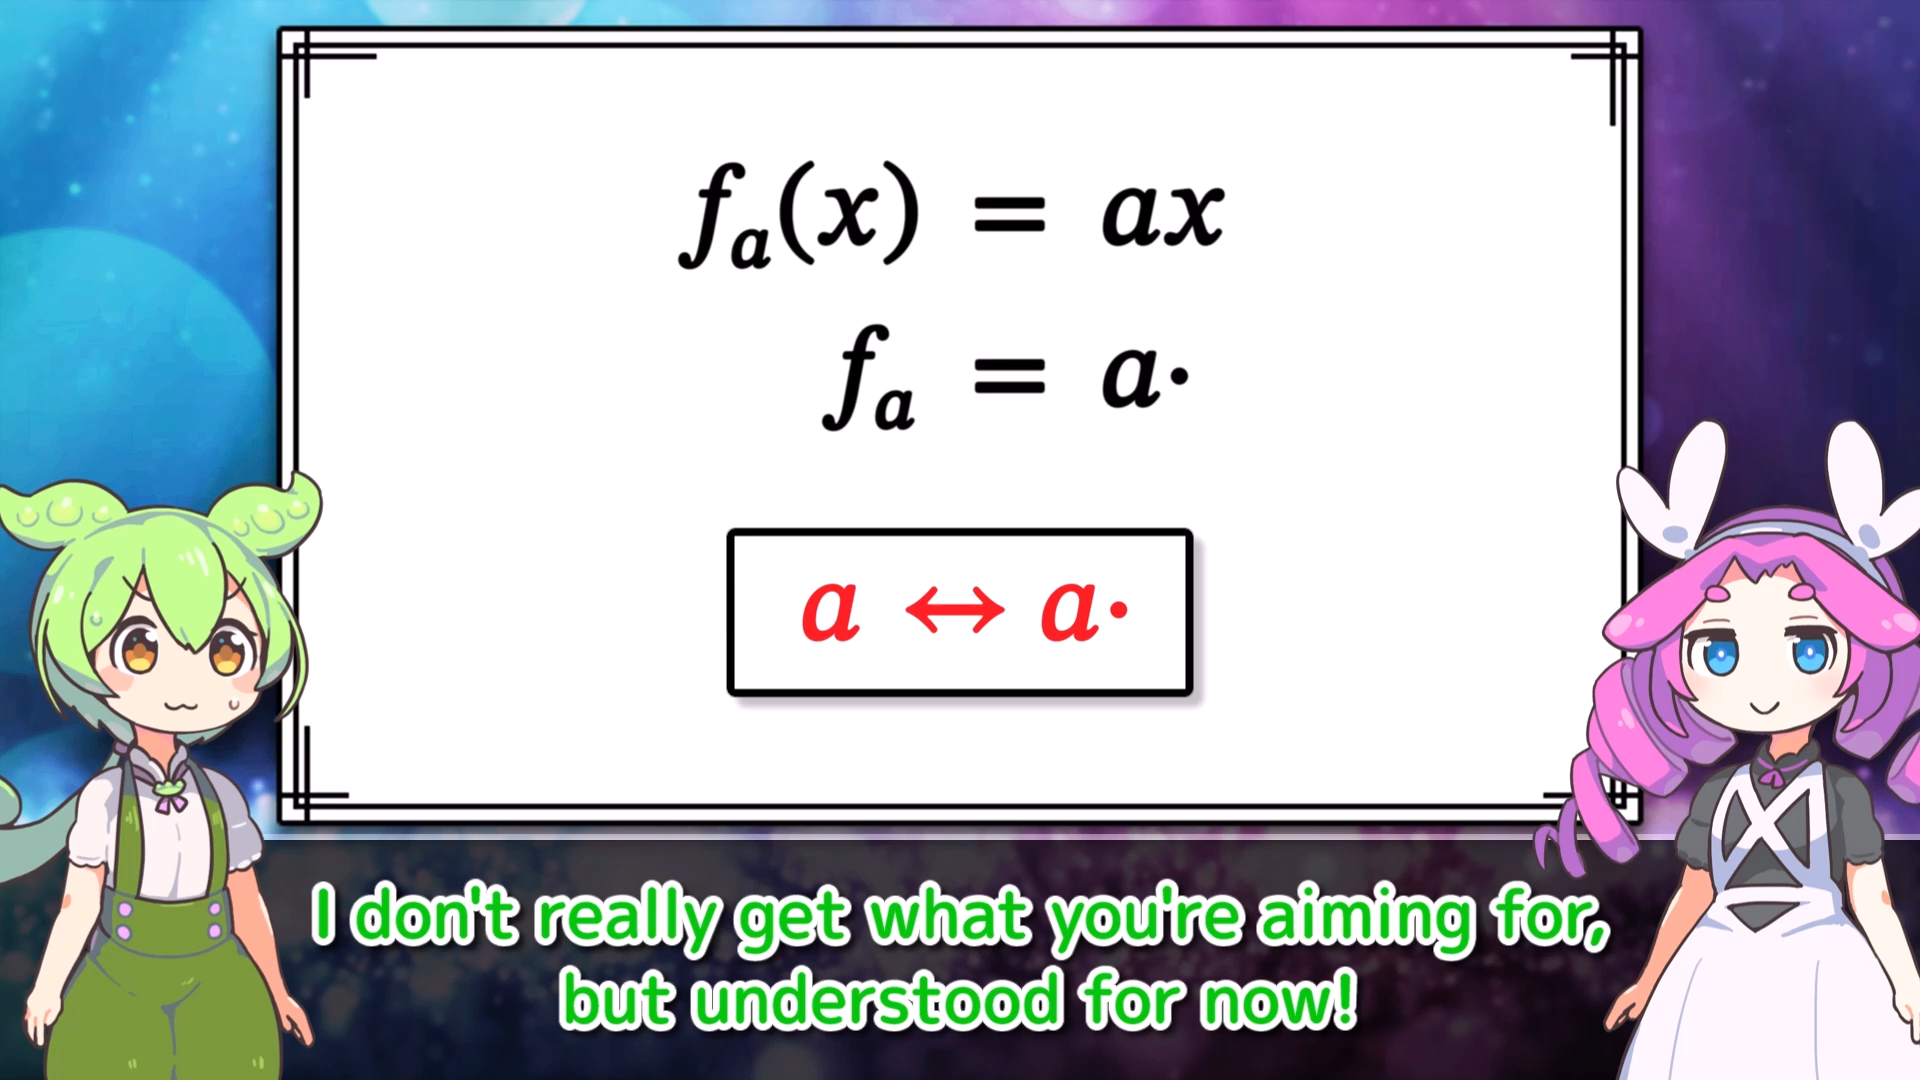 fₐ(x) = ax
fₐ = a·
a ↔ a·
I don't really get what you're aiming for,
but understood for now!